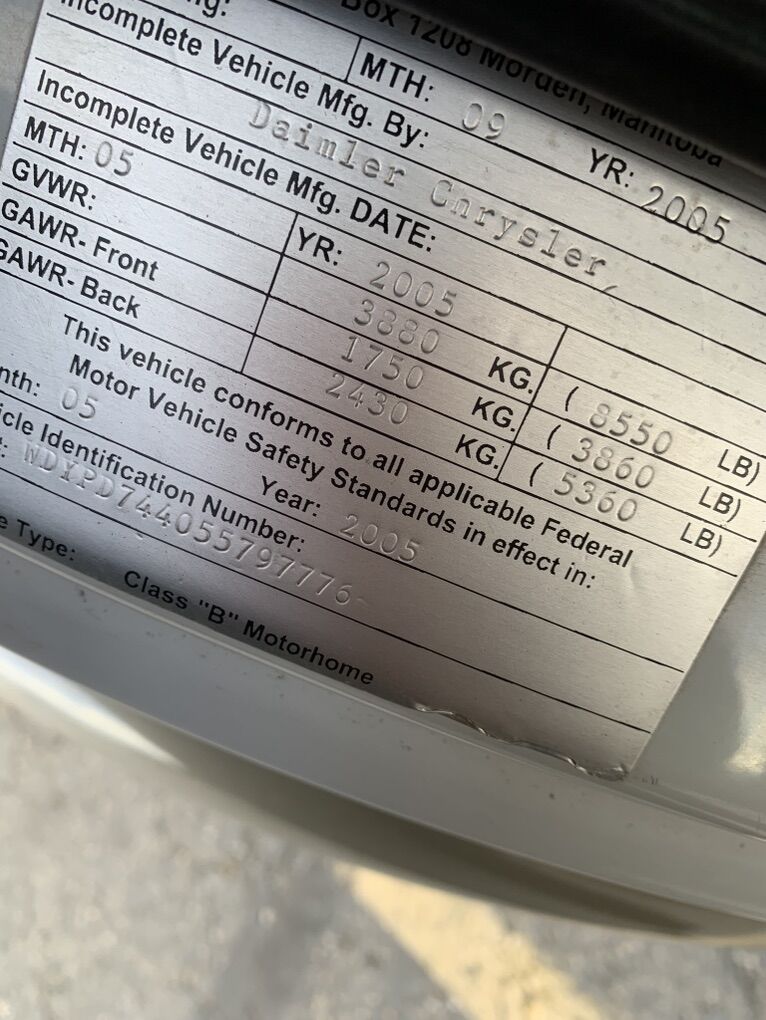 Box 1208 Morden, Manitoba
MTH: 09 YR: 2005
Incomplete Vehicle Mfg. By:
Daimler Chrysler,
Incomplete Vehicle Mfg. DATE:
MTH: 05 YR: 2005
GVWR: 3880 KG. ( 8550 LB)
GAWR- Front 1750 KG. ( 3860 LB)
GAWR- Back 2430 KG. ( 5360 LB)
This vehicle conforms to all applicable Federal
Motor Vehicle Safety Standards in effect in:
nth: 05 Year: 2005
icle Identification Number:
WDYPD744055797776
e Type: Class "B" Motorhome